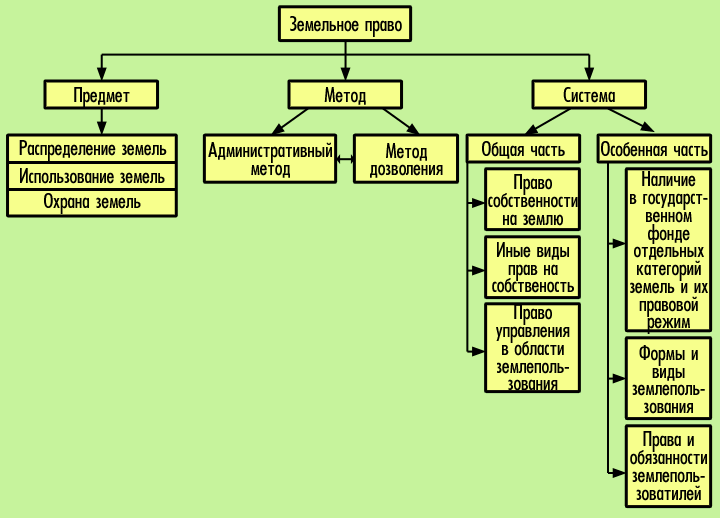 Земельное право
Предмет
Распределение земель
Использование земель
Охрана земель
Метод
Административный
метод
Метод
дозволения
Система
Общая часть
Право
собственности
на землю
Иные виды
прав на
собственость
Право
управления
в области
землеполь-
зования
Особенная часть
Наличие
в государст-
венном
фонде
отдельных
категорий
земель и их
правовой
режим
Формы и
виды
землеполь-
зования
Права и
обязанности
землеполь-
зоватилей